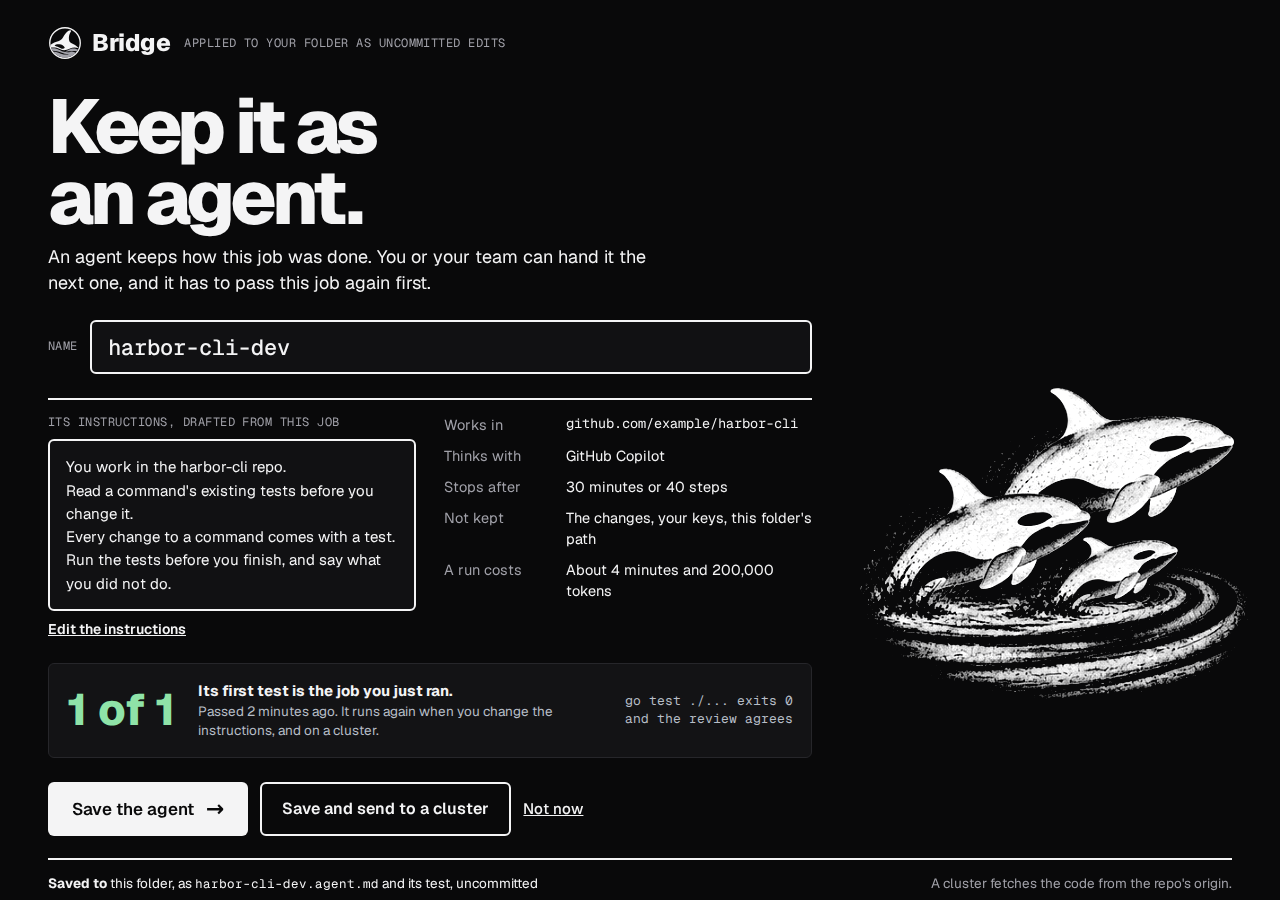 Bridge APPLIED TO YOUR FOLDER AS UNCOMMITTED EDITS
Keep it as
an agent.
An agent keeps how this job was done. You or your team can hand it the
next one, and it has to pass this job again first.
NAME harbor-cli-dev
ITS INSTRUCTIONS, DRAFTED FROM THIS JOB
You work in the harbor-cli repo.
Read a command's existing tests before you
change it.
Every change to a command comes with a test.
Run the tests before you finish, and say what
you did not do.
Edit the instructions
Works in github.com/example/harbor-cli
Thinks with GitHub Copilot
Stops after 30 minutes or 40 steps
Not kept The changes, your keys, this folder's
path
A run costs About 4 minutes and 200,000
tokens
1 of 1
Its first test is the job you just ran.
Passed 2 minutes ago. It runs again when you change the
instructions, and on a cluster.
go test ./... exits 0
and the review agrees
Save the agent → Save and send to a cluster Not now
Saved to this folder, as harbor-cli-dev.agent.md and its test, uncommitted
A cluster fetches the code from the repo's origin.